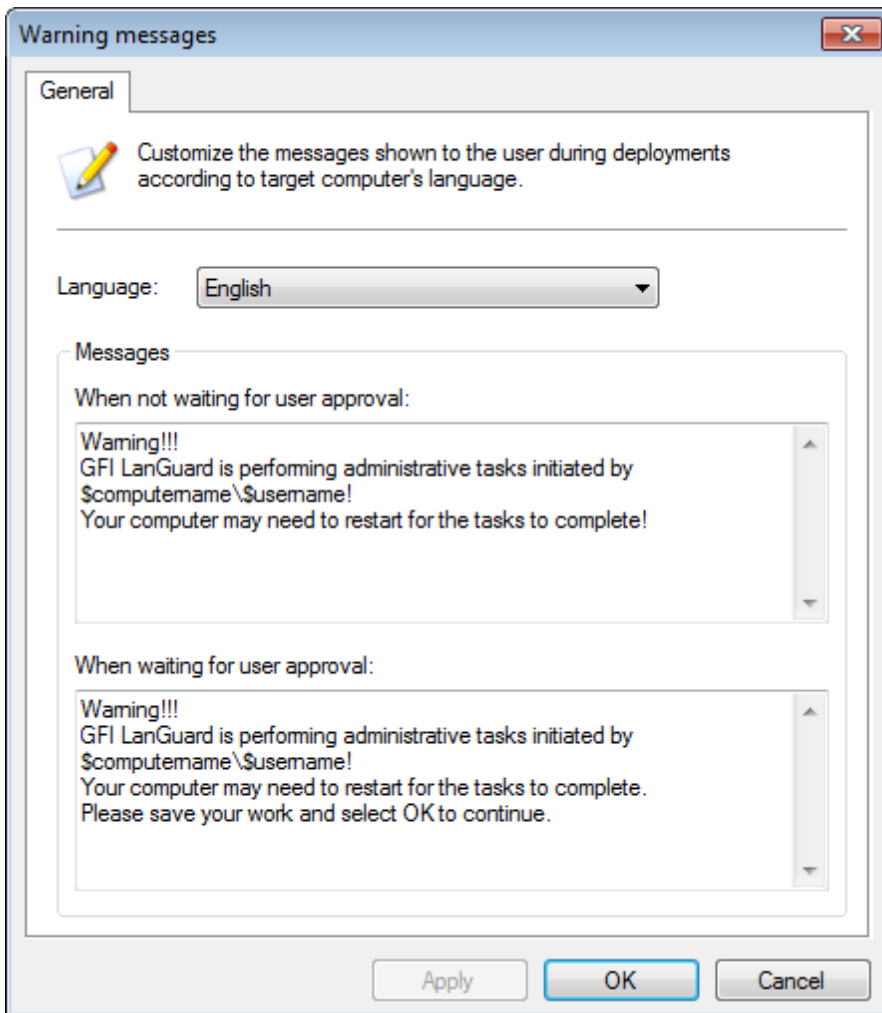 Warning messages
General
Customize the messages shown to the user during deployments
according to target computer's language.
Language:
English
Messages
When not waiting for user approval:
Warning!!!
GFI LanGuard is performing administrative tasks initiated by
$computername\$username!
Your computer may need to restart for the tasks to complete!
When waiting for user approval:
Warning!!!
GFI LanGuard is performing administrative tasks initiated by
$computername\$username!
Your computer may need to restart for the tasks to complete.
Please save your work and select OK to continue.
Apply
OK
Cancel